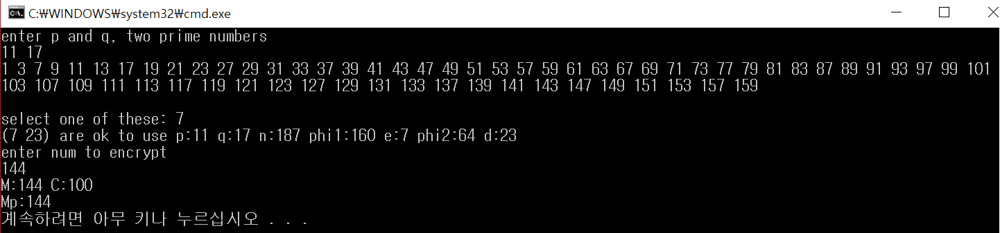 C:₩WINDOWS₩system32₩cmd.exe
enter p and q, two prime numbers
11 17
1 3 7 9 11 13 17 19 21 23 27 29 31 33 37 39 41 43 47 49 51 53 57 59 61 63 67 69 71 73 77 79 81 83 87 89 91 93 97 99 101
103 107 109 111 113 117 119 121 123 127 129 131 133 137 139 141 143 147 149 151 153 157 159
select one of these: 7
(7 23) are ok to use p:11 q:17 n:187 phi1:160 e:7 phi2:64 d:23
enter num to encrypt
144
M:144 C:100
Mp:144
계속하려면 아무 키나 누르십시오 . . .